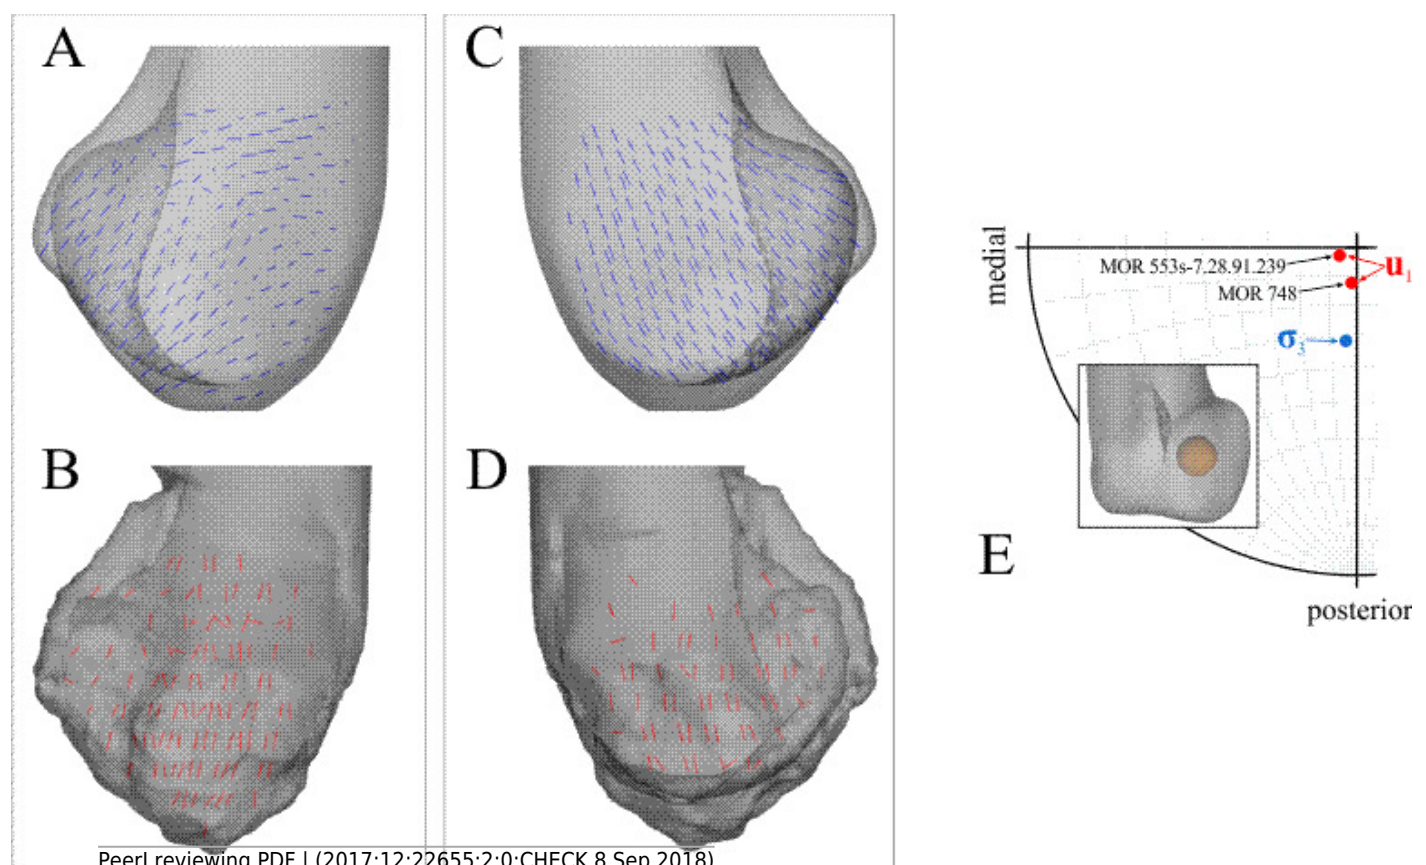 A
C
medial
MOR 553s-7.28.91.239
u₁
MOR 748
σ₃
B
D
E
posterior
PeerJ reviewing PDF | (2017:12:22655:2:0:CHECK 8 Sep 2018)